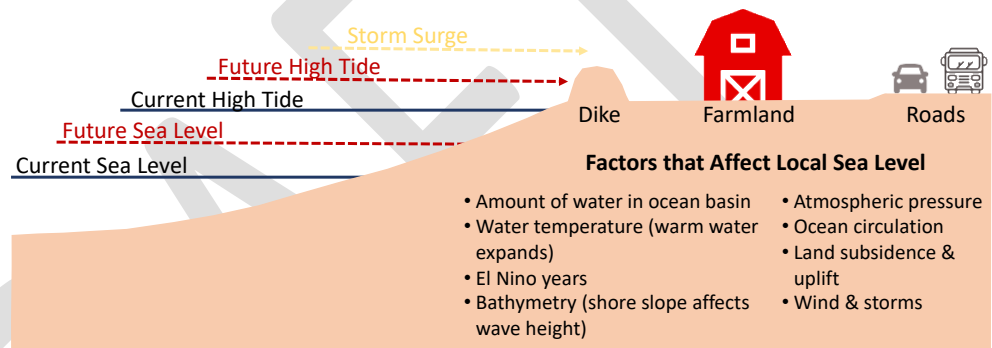 Storm Surge
Future High Tide
Current High Tide
Future Sea Level
Current Sea Level
Dike
Farmland
Roads
Factors that Affect Local Sea Level
• Amount of water in ocean basin
• Water temperature (warm water
expands)
• El Nino years
• Bathymetry (shore slope affects
wave height)
• Atmospheric pressure
• Ocean circulation
• Land subsidence &
uplift
• Wind & storms